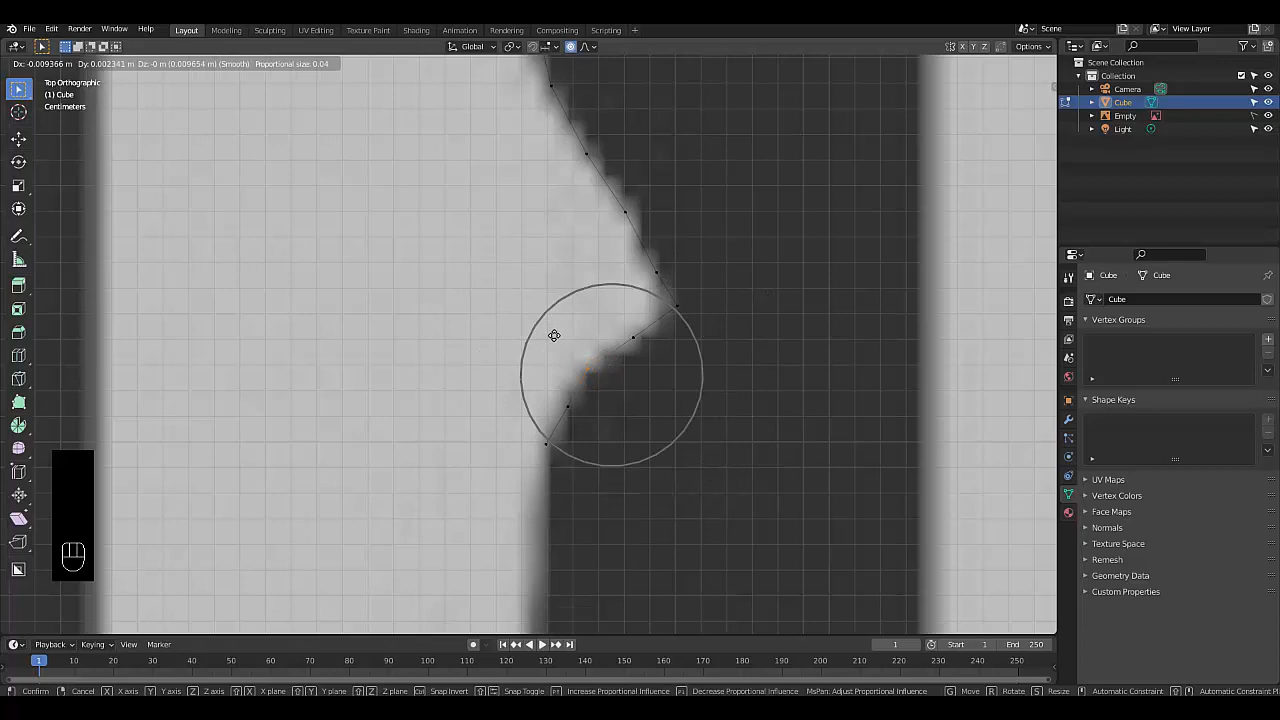 File Edit Render Window Help Layout Modeling Sculpting UV Editing Texture Paint Shading Animation Rendering Compositing Scripting Scene View Layer
Global X Y Z Options
Dx: -0.009366 m Dy: 0.002341 m Dz: -0 m (0.009654 m) (Smooth) Proportional size: 0.04
Top Orthographic
(1) Cube
Centimeters
Scene Collection
Collection
Camera
Cube
Empty
Light
Cube Cube
Cube
Vertex Groups
Shape Keys
UV Maps
Vertex Colors
Face Maps
Normals
Texture Space
Remesh
Geometry Data
Custom Properties
Playback Keying View Marker 1 Start 1 End 250
1 10 20 30 40 50 60 70 80 90 100 110 120 130 140 150 160 170 180 190 200 210 220 230 240 250
Confirm Cancel X X axis Y Y axis Z Z axis X X plane Y Y plane Z Z plane Snap Invert Snap Toggle Increase Proportional Influence Decrease Proportional Influence MsPan: Adjust Proportional Influence G Move R Rotate S Resize Automatic Constraint Automatic Constraint Pl